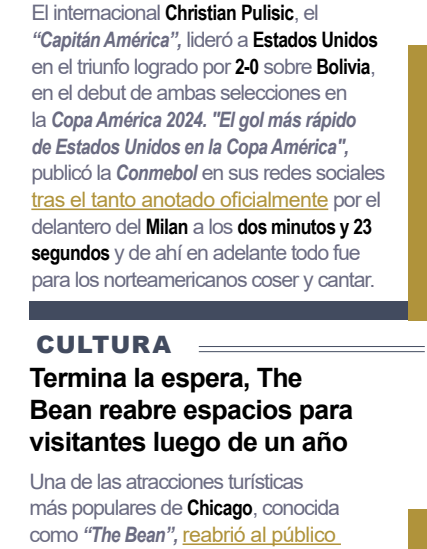 El internacional Christian Pulisic, el
“Capitán América”, lideró a Estados Unidos
en el triunfo logrado por 2-0 sobre Bolivia,
en el debut de ambas selecciones en
la Copa América 2024. "El gol más rápido
de Estados Unidos en la Copa América",
publicó la Conmebol en sus redes sociales
tras el tanto anotado oficialmente por el
delantero del Milan a los dos minutos y 23
segundos y de ahí en adelante todo fue
para los norteamericanos coser y cantar.
CULTURA
Termina la espera, The
Bean reabre espacios para
visitantes luego de un año
Una de las atracciones turísticas
más populares de Chicago, conocida
como “The Bean”, reabrió al público